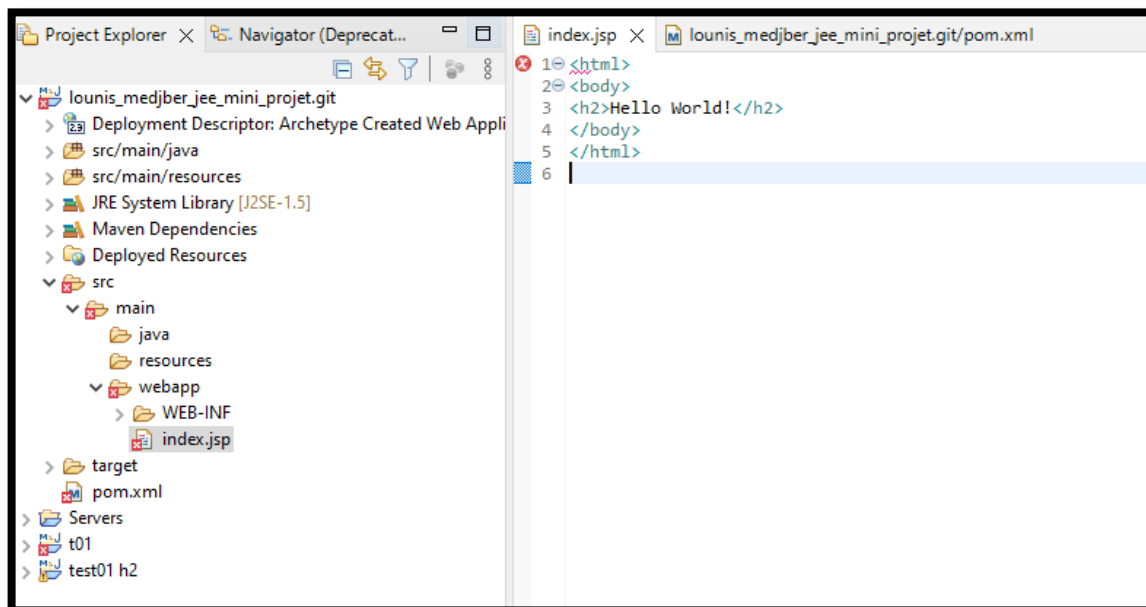 Project Explorer Navigator (Deprecat...
lounis_medjber_jee_mini_projet.git
Deployment Descriptor: Archetype Created Web Appli
src/main/java
src/main/resources
JRE System Library [J2SE-1.5]
Maven Dependencies
Deployed Resources
src
main
java
resources
webapp
WEB-INF
index.jsp
target
pom.xml
Servers
t01
test01 h2
index.jsp lounis_medjber_jee_mini_projet.git/pom.xml
1 <html>
2 <body>
3 <h2>Hello World!</h2>
4 </body>
5 </html>
6